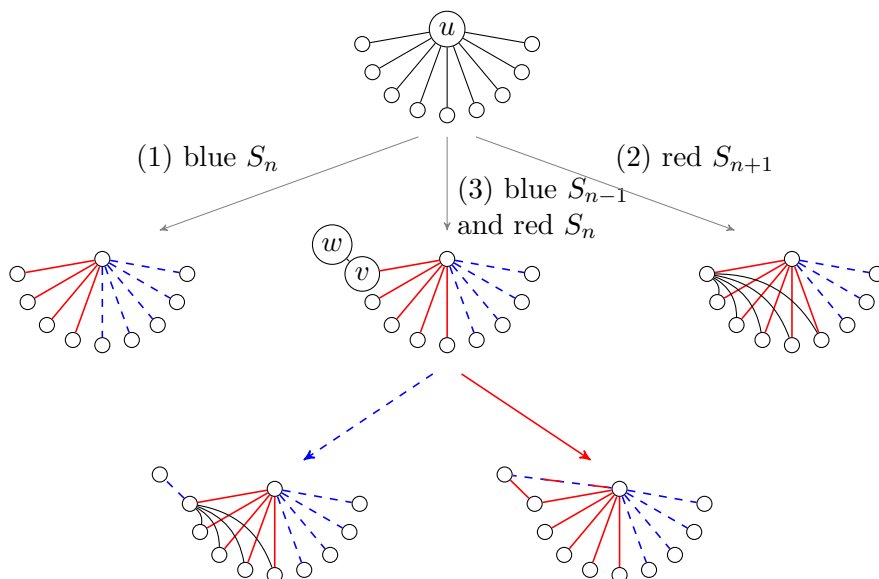 u
(1) blue $S_n$
(2) red $S_{n+1}$
(3) blue $S_{n-1}$
and red $S_n$
w
v